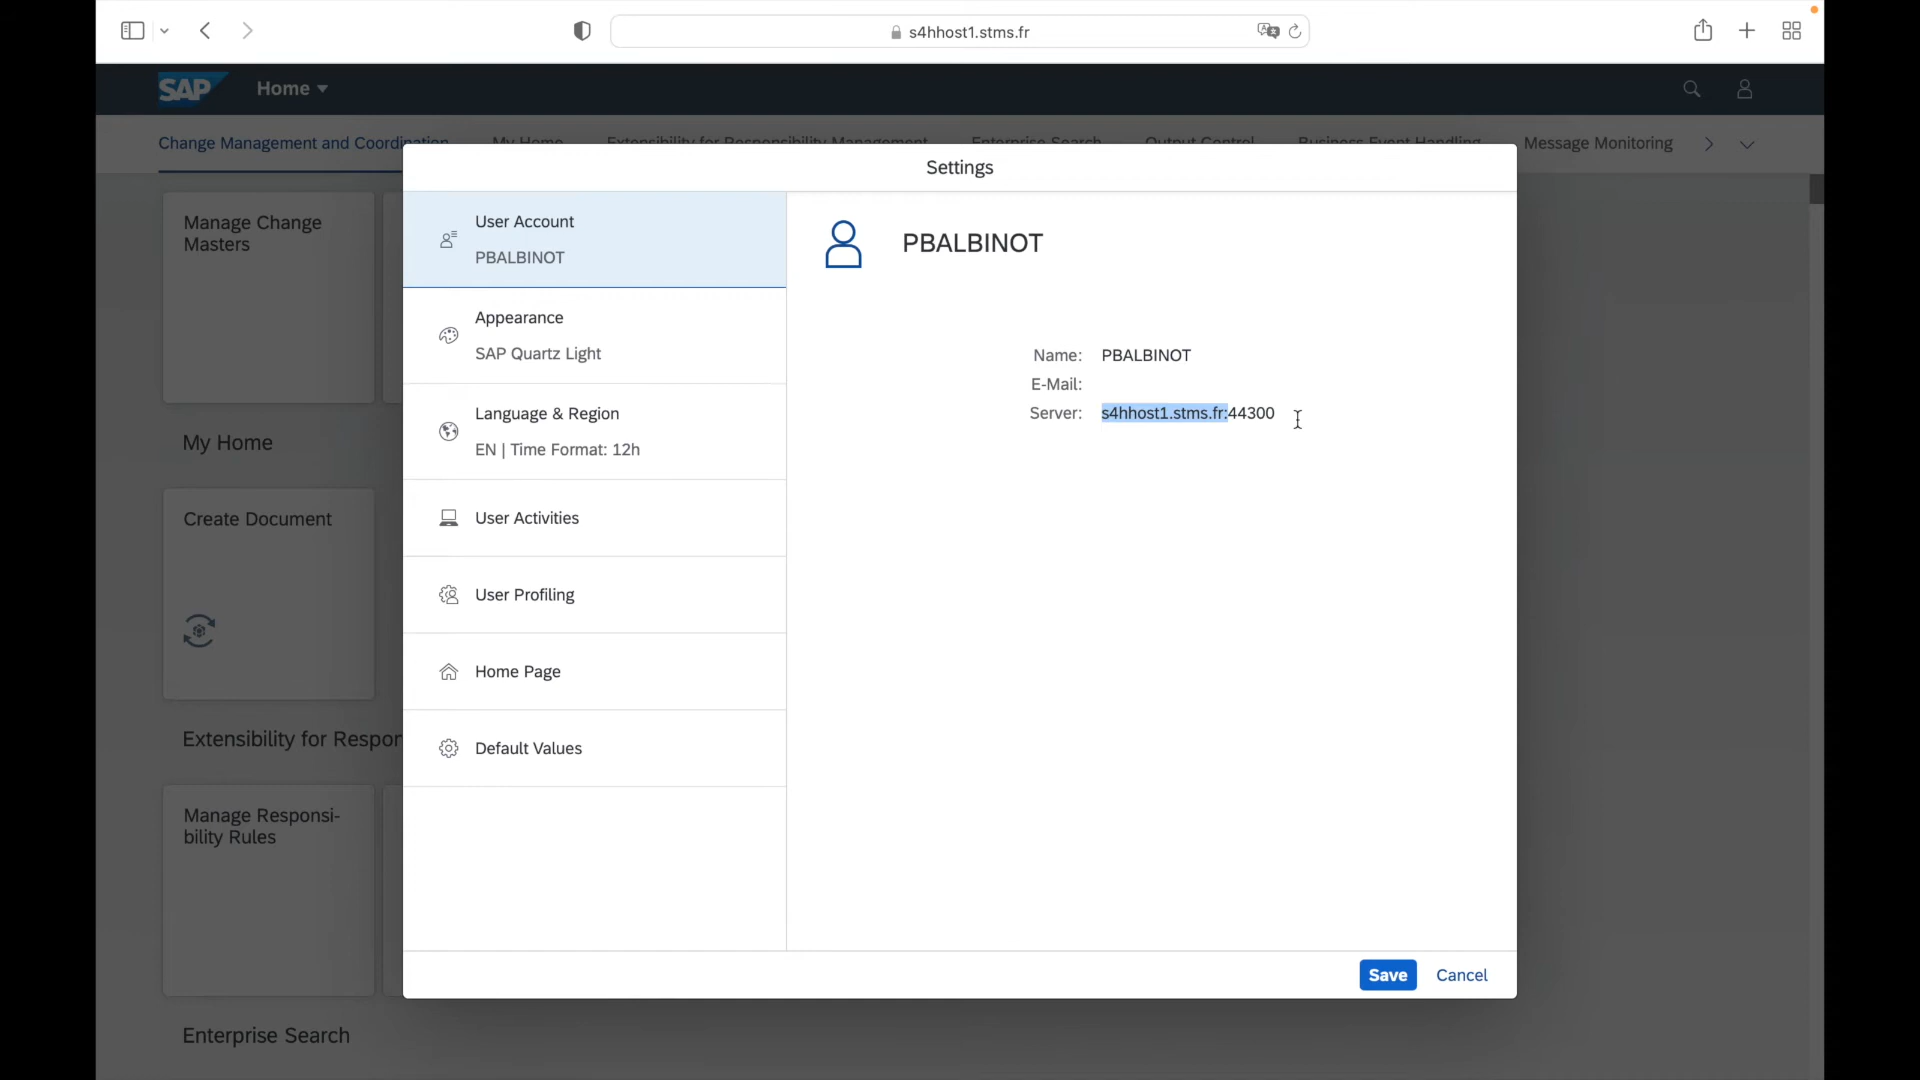 s4hhost1.stms.fr
SAP
Home
Change Management and Coordination
My Home
Extensibility for Responsibility Management
Enterprise Search
Output Control
Business Event Handling
Message Monitoring
Manage Change
Masters
My Home
Create Document
Extensibility for Respon
Manage Responsi-
bility Rules
Enterprise Search
Settings
User Account
PBALBINOT
Appearance
SAP Quartz Light
Language & Region
EN | Time Format: 12h
User Activities
User Profiling
Home Page
Default Values
PBALBINOT
Name: PBALBINOT
E-Mail:
Server: s4hhost1.stms.fr:44300
Save
Cancel